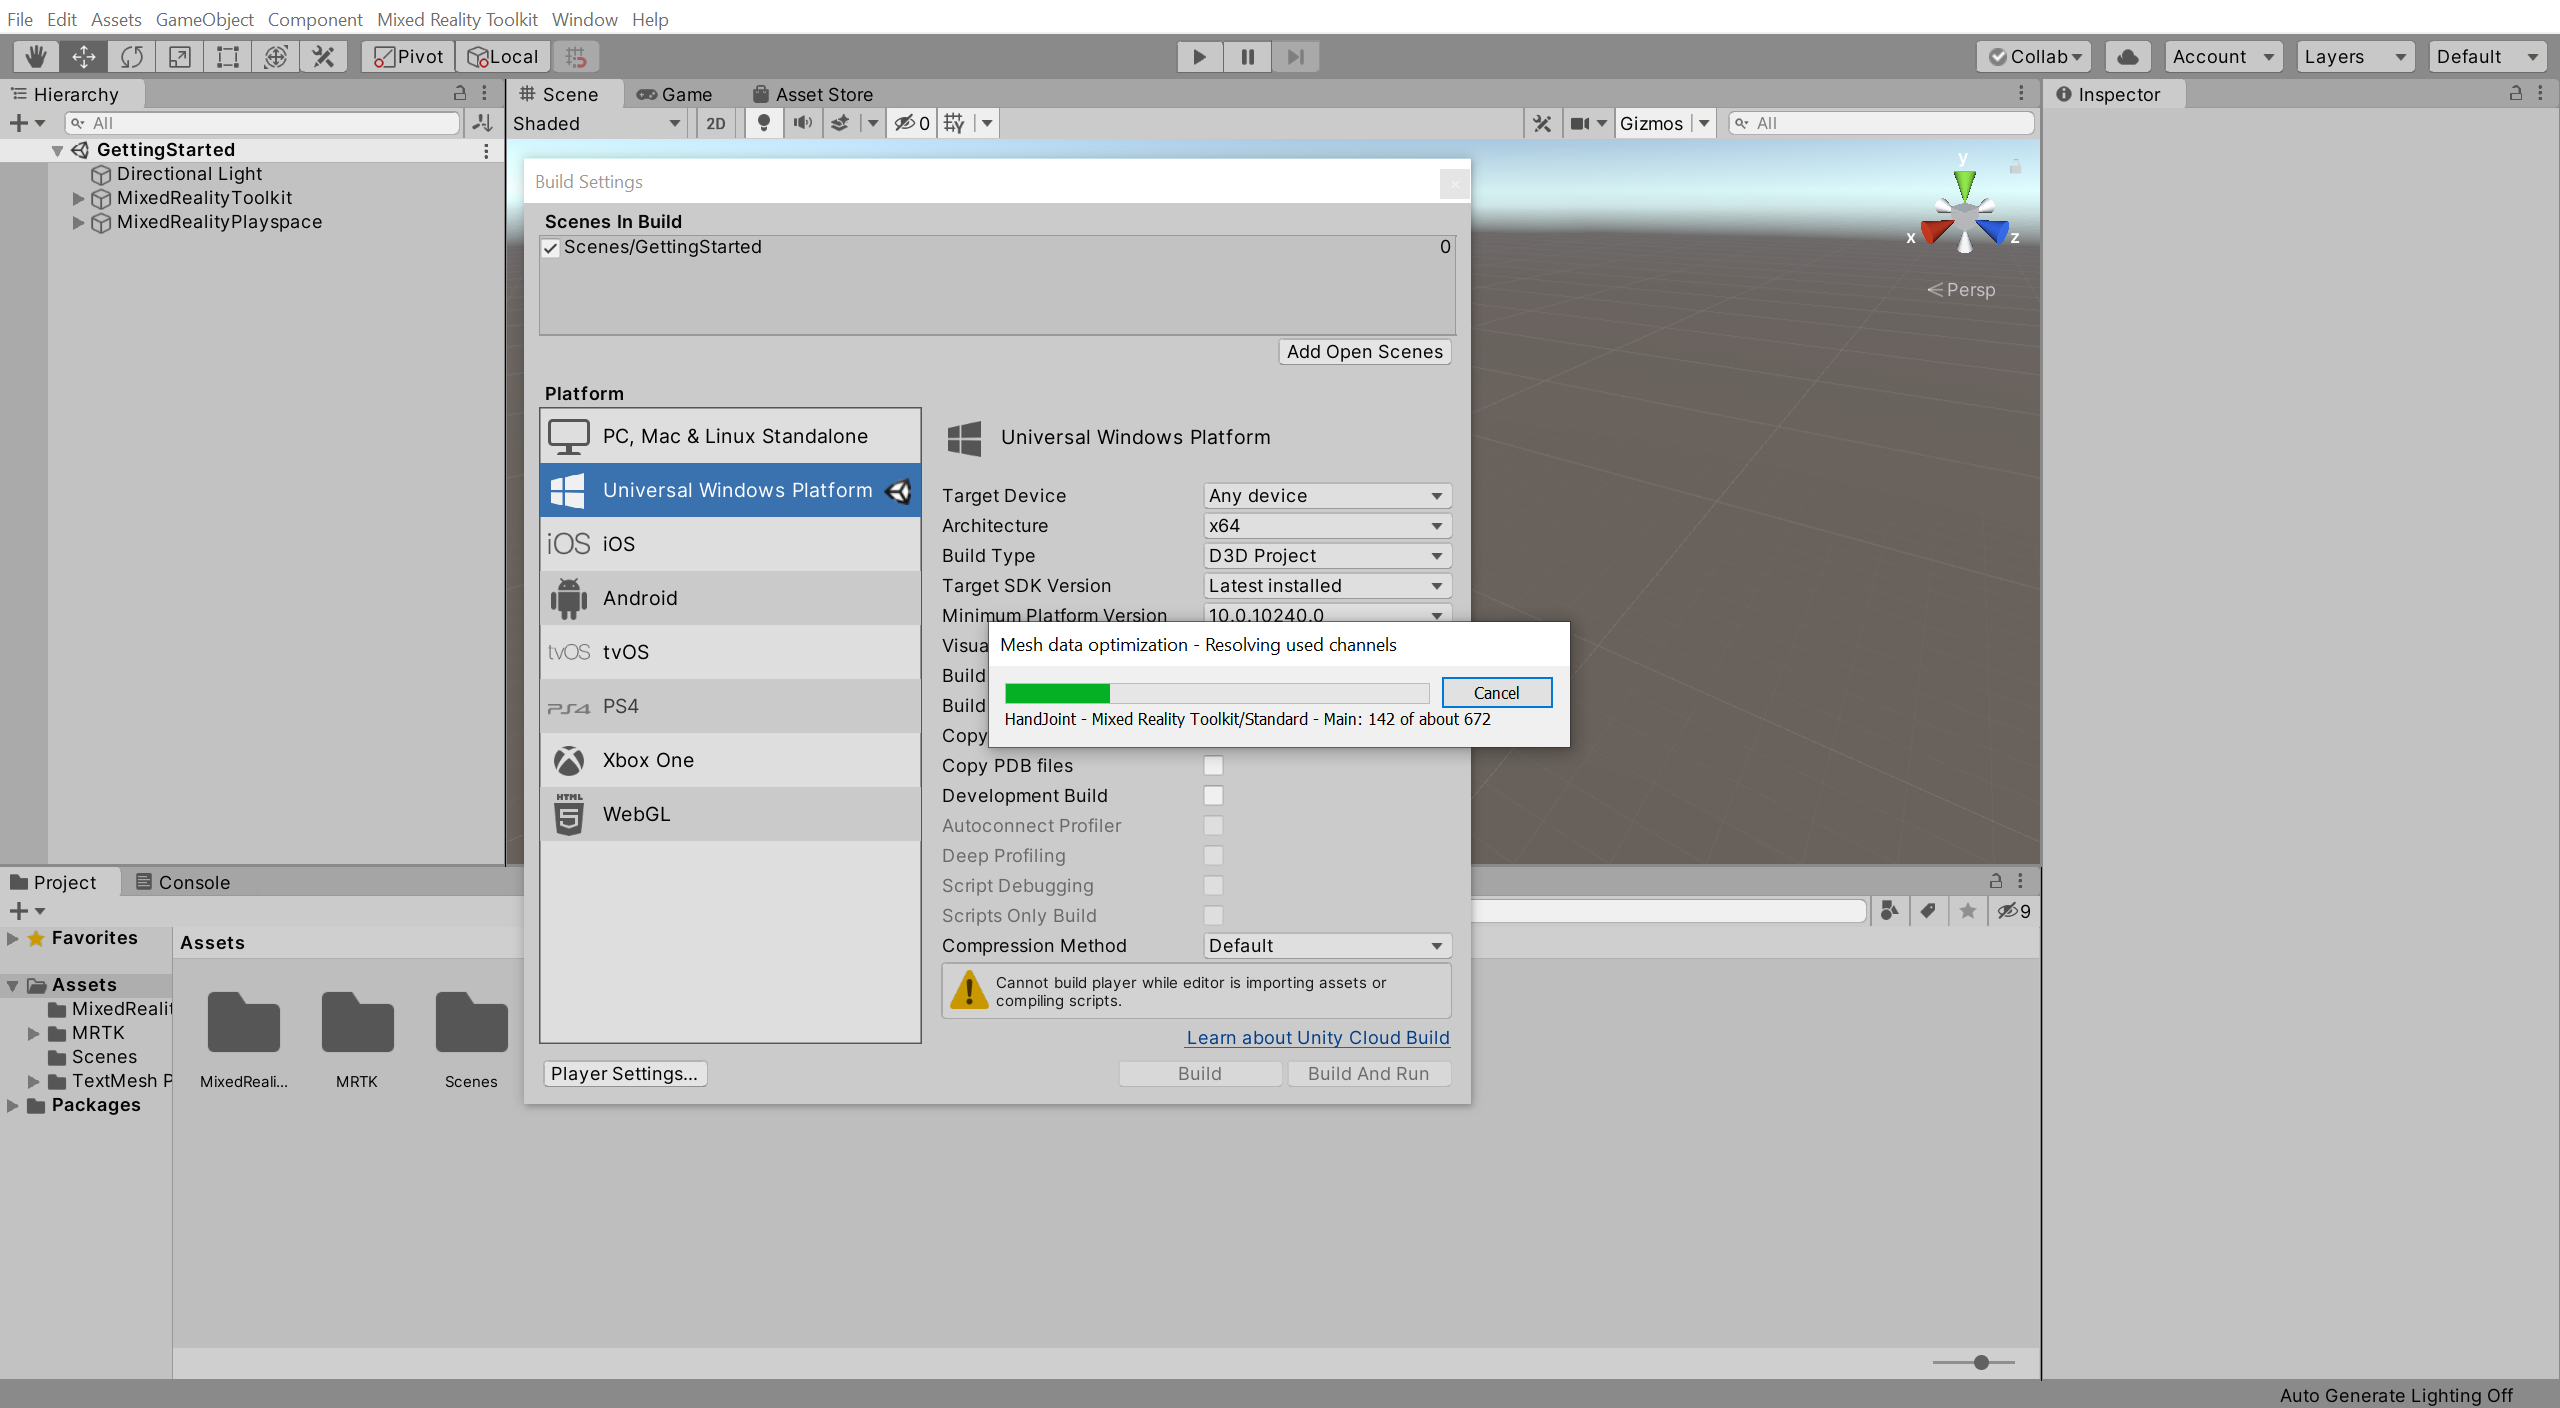 File Edit Assets GameObject Component Mixed Reality Toolkit Window Help
Pivot Local Collab Account Layers Default
Hierarchy
All
GettingStarted
Directional Light
MixedRealityToolkit
MixedRealityPlayspace
Scene Game Asset Store
Shaded 2D 0 Gizmos All
y
x z
Persp
Inspector
Build Settings
Scenes In Build
Scenes/GettingStarted 0
Add Open Scenes
Platform
PC, Mac & Linux Standalone
Universal Windows Platform
iOS iOS
Android
tvOS tvOS
PS4 PS4
Xbox One
HTML 5 WebGL
Universal Windows Platform
Target Device Any device
Architecture x64
Build Type D3D Project
Target SDK Version Latest installed
Minimum Platform Version 10.0.10240.0
Visua
Build
Build
Copy
Mesh data optimization - Resolving used channels
Cancel
HandJoint - Mixed Reality Toolkit/Standard - Main: 142 of about 672
Copy PDB files
Development Build
Autoconnect Profiler
Deep Profiling
Script Debugging
Scripts Only Build
Compression Method Default
Cannot build player while editor is importing assets or
compiling scripts.
Learn about Unity Cloud Build
Player Settings... Build Build And Run
Project Console
9
Favorites
Assets
MixedRealit
MRTK
Scenes
TextMesh P
Packages
Assets
MixedReali... MRTK Scenes
Auto Generate Lighting Off